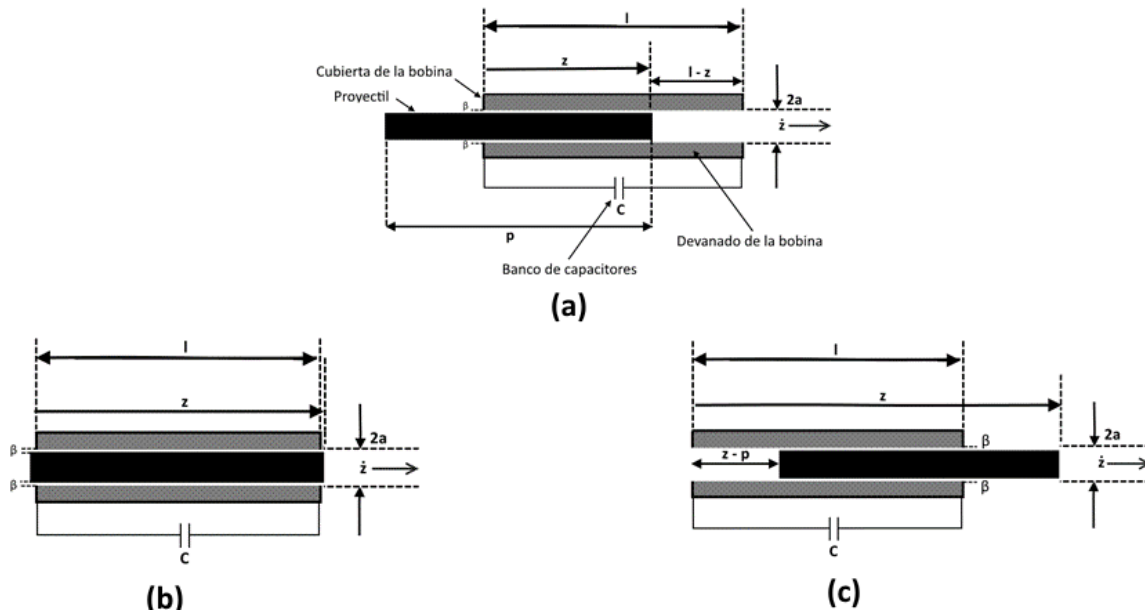 l
z
l - z
Cubierta de la bobina
Proyectil
β
β
2a
ż
C
p
Devanado de la bobina
Banco de capacitores
(a)
l
z
2a
β
β
ż
C
(b)
l
z
2a
β
z - p
ż
β
C
(c)